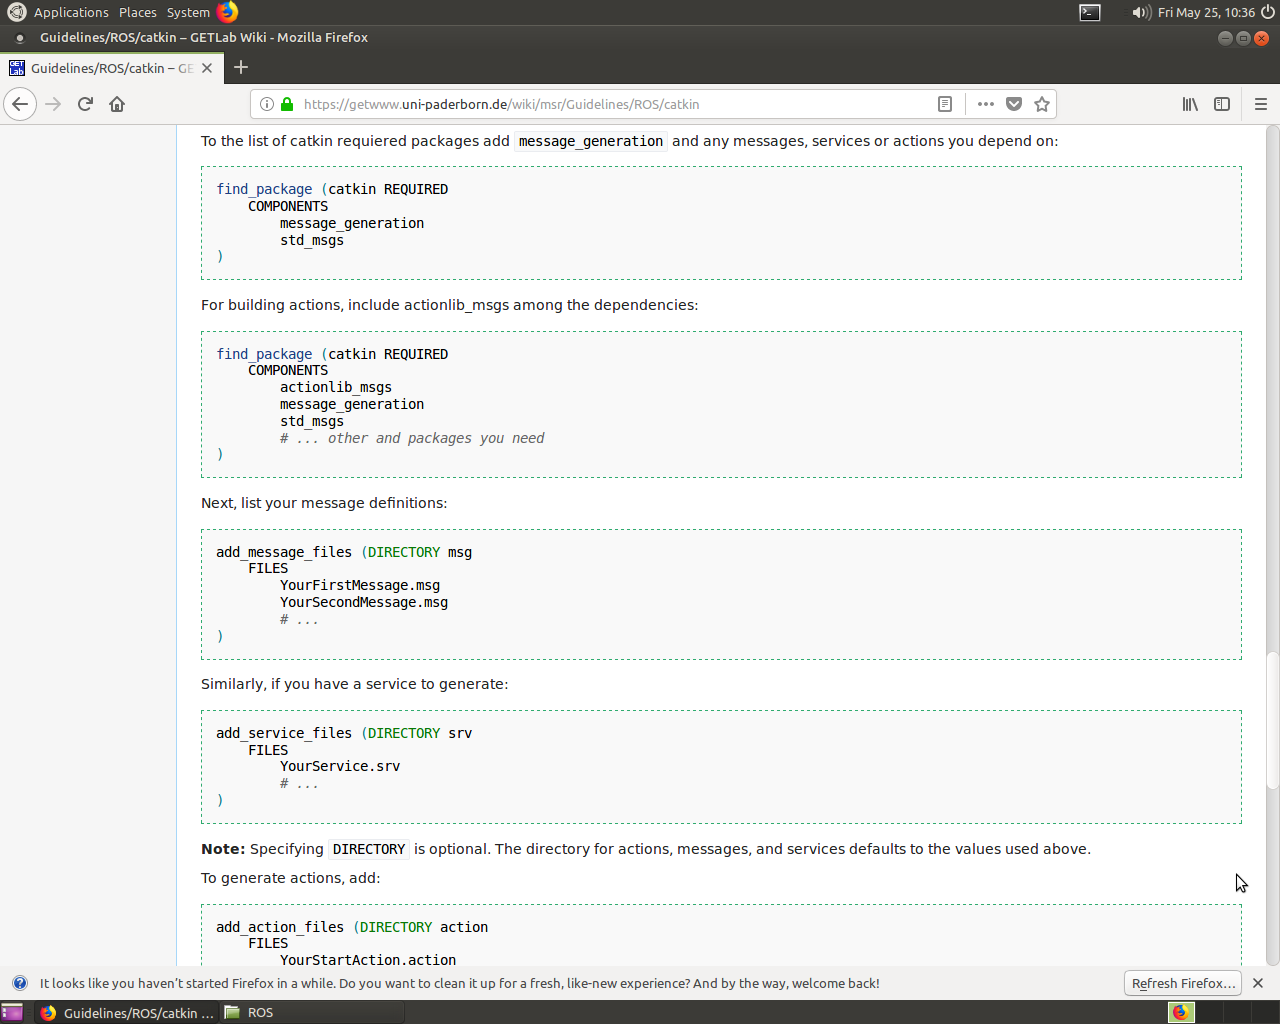 Applications Places System Fri May 25, 10:36
Guidelines/ROS/catkin – GETLab Wiki - Mozilla Firefox
GET Lab Guidelines/ROS/catkin – GE
https://getwww.uni-paderborn.de/wiki/msr/Guidelines/ROS/catkin
To the list of catkin requiered packages add message_generation and any messages, services or actions you depend on:
find_package (catkin REQUIRED
COMPONENTS
message_generation
std_msgs
)
For building actions, include actionlib_msgs among the dependencies:
find_package (catkin REQUIRED
COMPONENTS
actionlib_msgs
message_generation
std_msgs
# ... other and packages you need
)
Next, list your message definitions:
add_message_files (DIRECTORY msg
FILES
YourFirstMessage.msg
YourSecondMessage.msg
# ...
)
Similarly, if you have a service to generate:
add_service_files (DIRECTORY srv
FILES
YourService.srv
# ...
)
Note: Specifying DIRECTORY is optional. The directory for actions, messages, and services defaults to the values used above.
To generate actions, add:
add_action_files (DIRECTORY action
FILES
YourStartAction.action
It looks like you haven’t started Firefox in a while. Do you want to clean it up for a fresh, like-new experience? And by the way, welcome back! Refresh Firefox...
Guidelines/ROS/catkin ... ROS